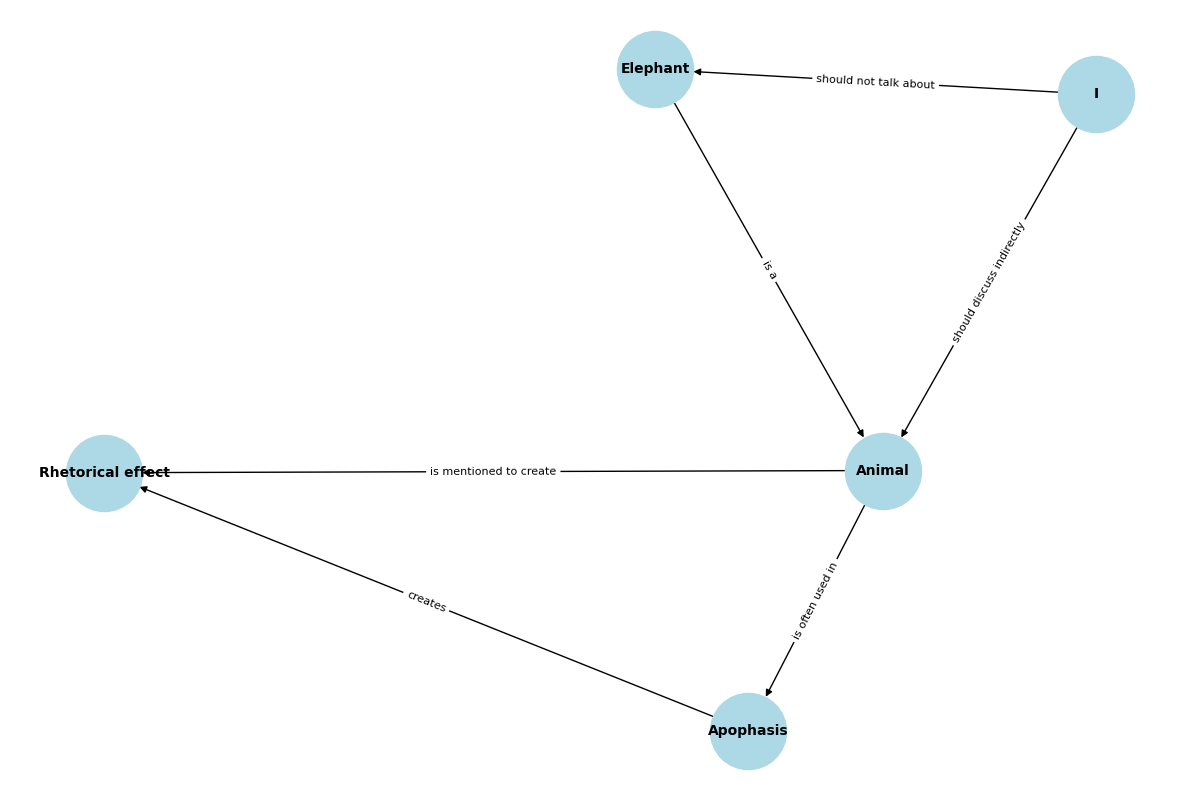 Elephant
should not talk about
I
is a
should discuss indirectly
Rhetorical effect
is mentioned to create
Animal
creates
is often used in
Apophasis